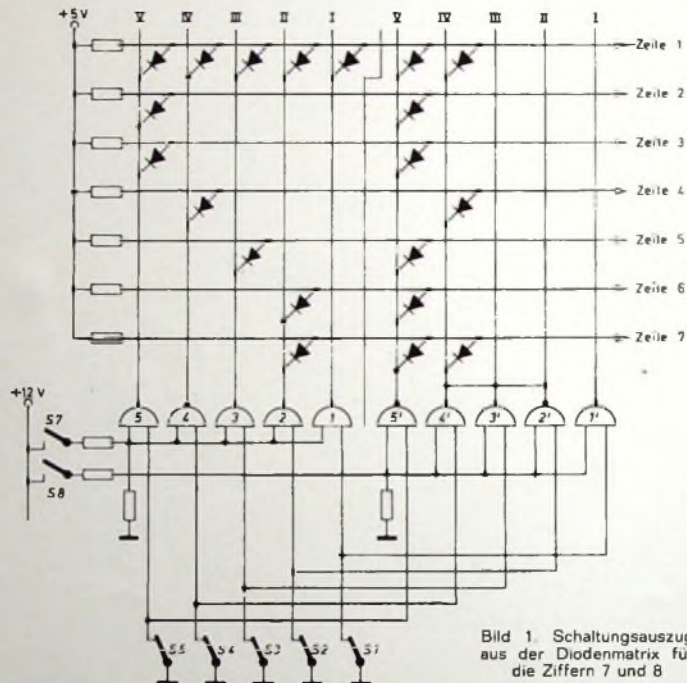 +5V
V IV III II I V IV III II I
Zeile 1
Zeile 2
Zeile 3
Zeile 4
Zeile 5
Zeile 6
Zeile 7
+12V
S7
S8
5 4 3 2 1 5' 4' 3' 2' 1'
S5 S4 S3 S2 S1
Bild 1. Schaltungsauszug
aus der Diodenmatrix für
die Ziffern 7 und 8